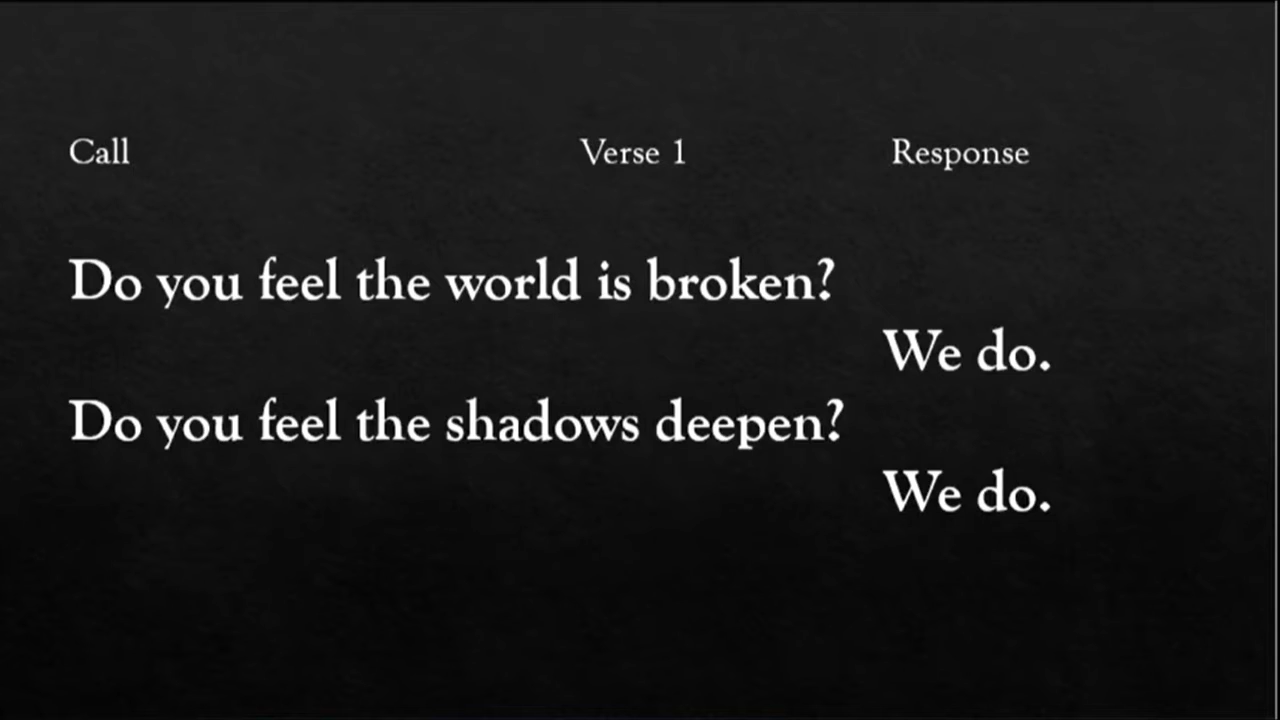 Call Verse 1 Response
Do you feel the world is broken?
We do.
Do you feel the shadows deepen?
We do.